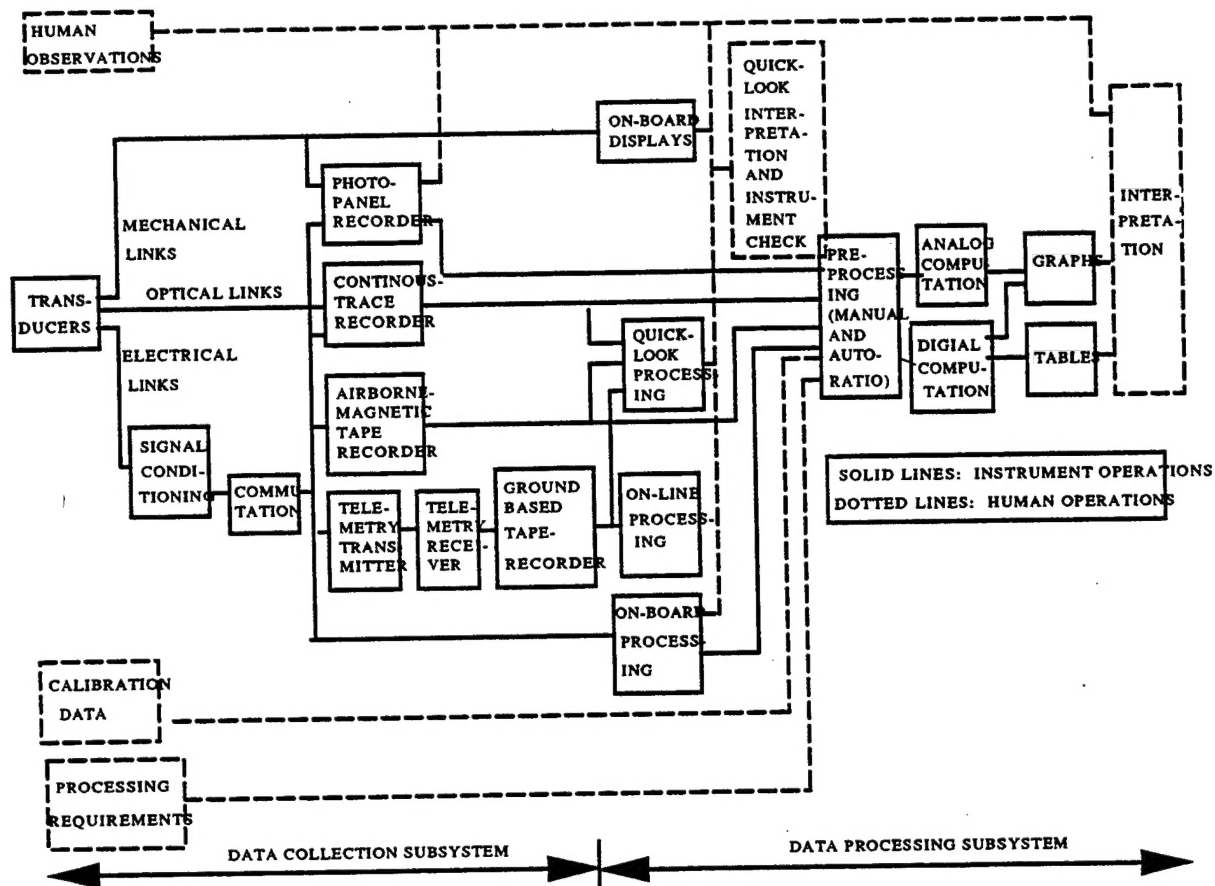 HUMAN
OBSERVATIONS
QUICK-
LOOK
INTER-
PRETA-
TION
AND
INSTRU-
MENT
CHECK
ON-BOARD
DISPLAYS
PHOTO-
PANEL
RECORDER
MECHANICAL
LINKS
INTER-
PRETA-
TION
TRANS-
DUCERS
OPTICAL LINKS
CONTINOUS-
TRACE
RECORDER
PRE-
PROCESS
ING
(MANUAL
AND
AUTO-
RATIO)
ANALOG
COMPU-
TATION
GRAPHS
ELECTRICAL
LINKS
QUICK-
LOOK
PROCESS
ING
DIGIAL
COMPU-
TATION
TABLES
AIRBORNE-
MAGNETIC
TAPE
RECORDER
SIGNAL
CONDI-
TIONING
COMMU
TATION
SOLID LINES: INSTRUMENT OPERATIONS
DOTTED LINES: HUMAN OPERATIONS
TELE-
METRY
TRANS
MITTER
TELE-
METRY
RECEI-
VER
GROUND
BASED
TAPE-
RECORDER
ON-LINE
PROCESS-
ING
ON-BOARD
PROCESS-
ING
CALIBRATION
DATA
PROCESSING
REQUIREMENTS
DATA COLLECTION SUBSYSTEM
DATA PROCESSING SUBSYSTEM